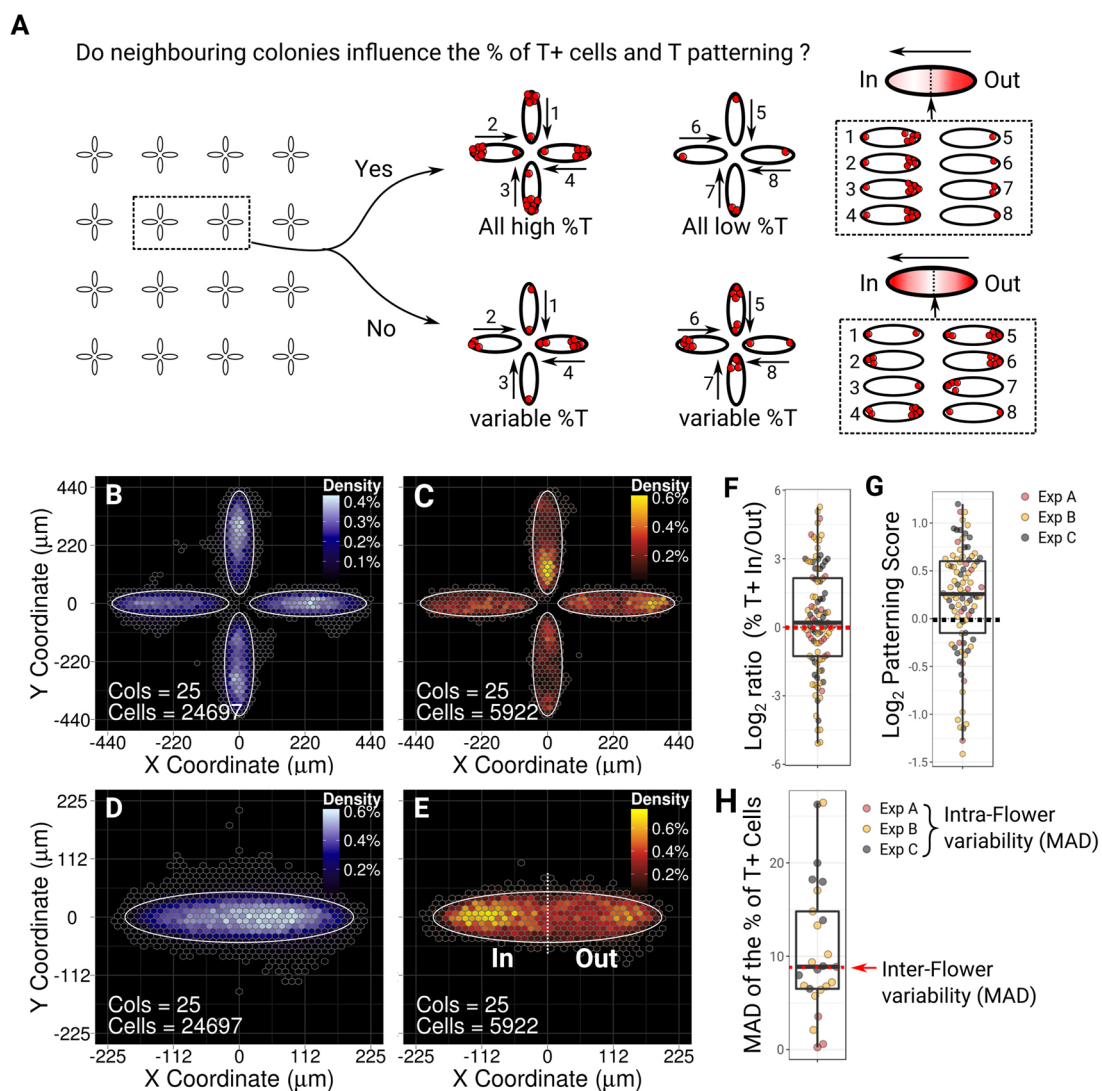 A
Do neighbouring colonies influence the % of T+ cells and T patterning ?
Yes
No
1
2
3
4
All high %T
5
6
7
8
All low %T
In
Out
1
5
2
6
3
7
4
8
1
2
3
4
variable %T
5
6
7
8
variable %T
In
Out
1
5
2
6
3
7
4
8
B
Density
0.4%
0.3%
0.2%
0.1%
Y Coordinate (μm)
440
220
0
-220
-440
Cols = 25
Cells = 24697
-440
-220
0
220
440
X Coordinate (μm)
C
Density
0.6%
0.4%
0.2%
Cols = 25
Cells = 5922
-440
-220
0
220
440
X Coordinate (μm)
F
Log2 ratio (% T+ In/Out)
6
3
0
-3
-6
G
Log2 Patterning Score
1.0
0.5
0.0
-0.5
-1.0
-1.5
Exp A
Exp B
Exp C
D
Density
0.6%
0.4%
0.2%
Y Coordinate (μm)
225
112
0
-112
-225
Cols = 25
Cells = 24697
-225
-112
0
112
225
X Coordinate (μm)
E
Density
0.6%
0.4%
0.2%
In
Out
Cols = 25
Cells = 5922
-225
-112
0
112
225
X Coordinate (μm)
H
MAD of the % of T+ Cells
20
10
0
Exp A
Exp B
Exp C
Intra-Flower
variability (MAD)
Inter-Flower
variability (MAD)